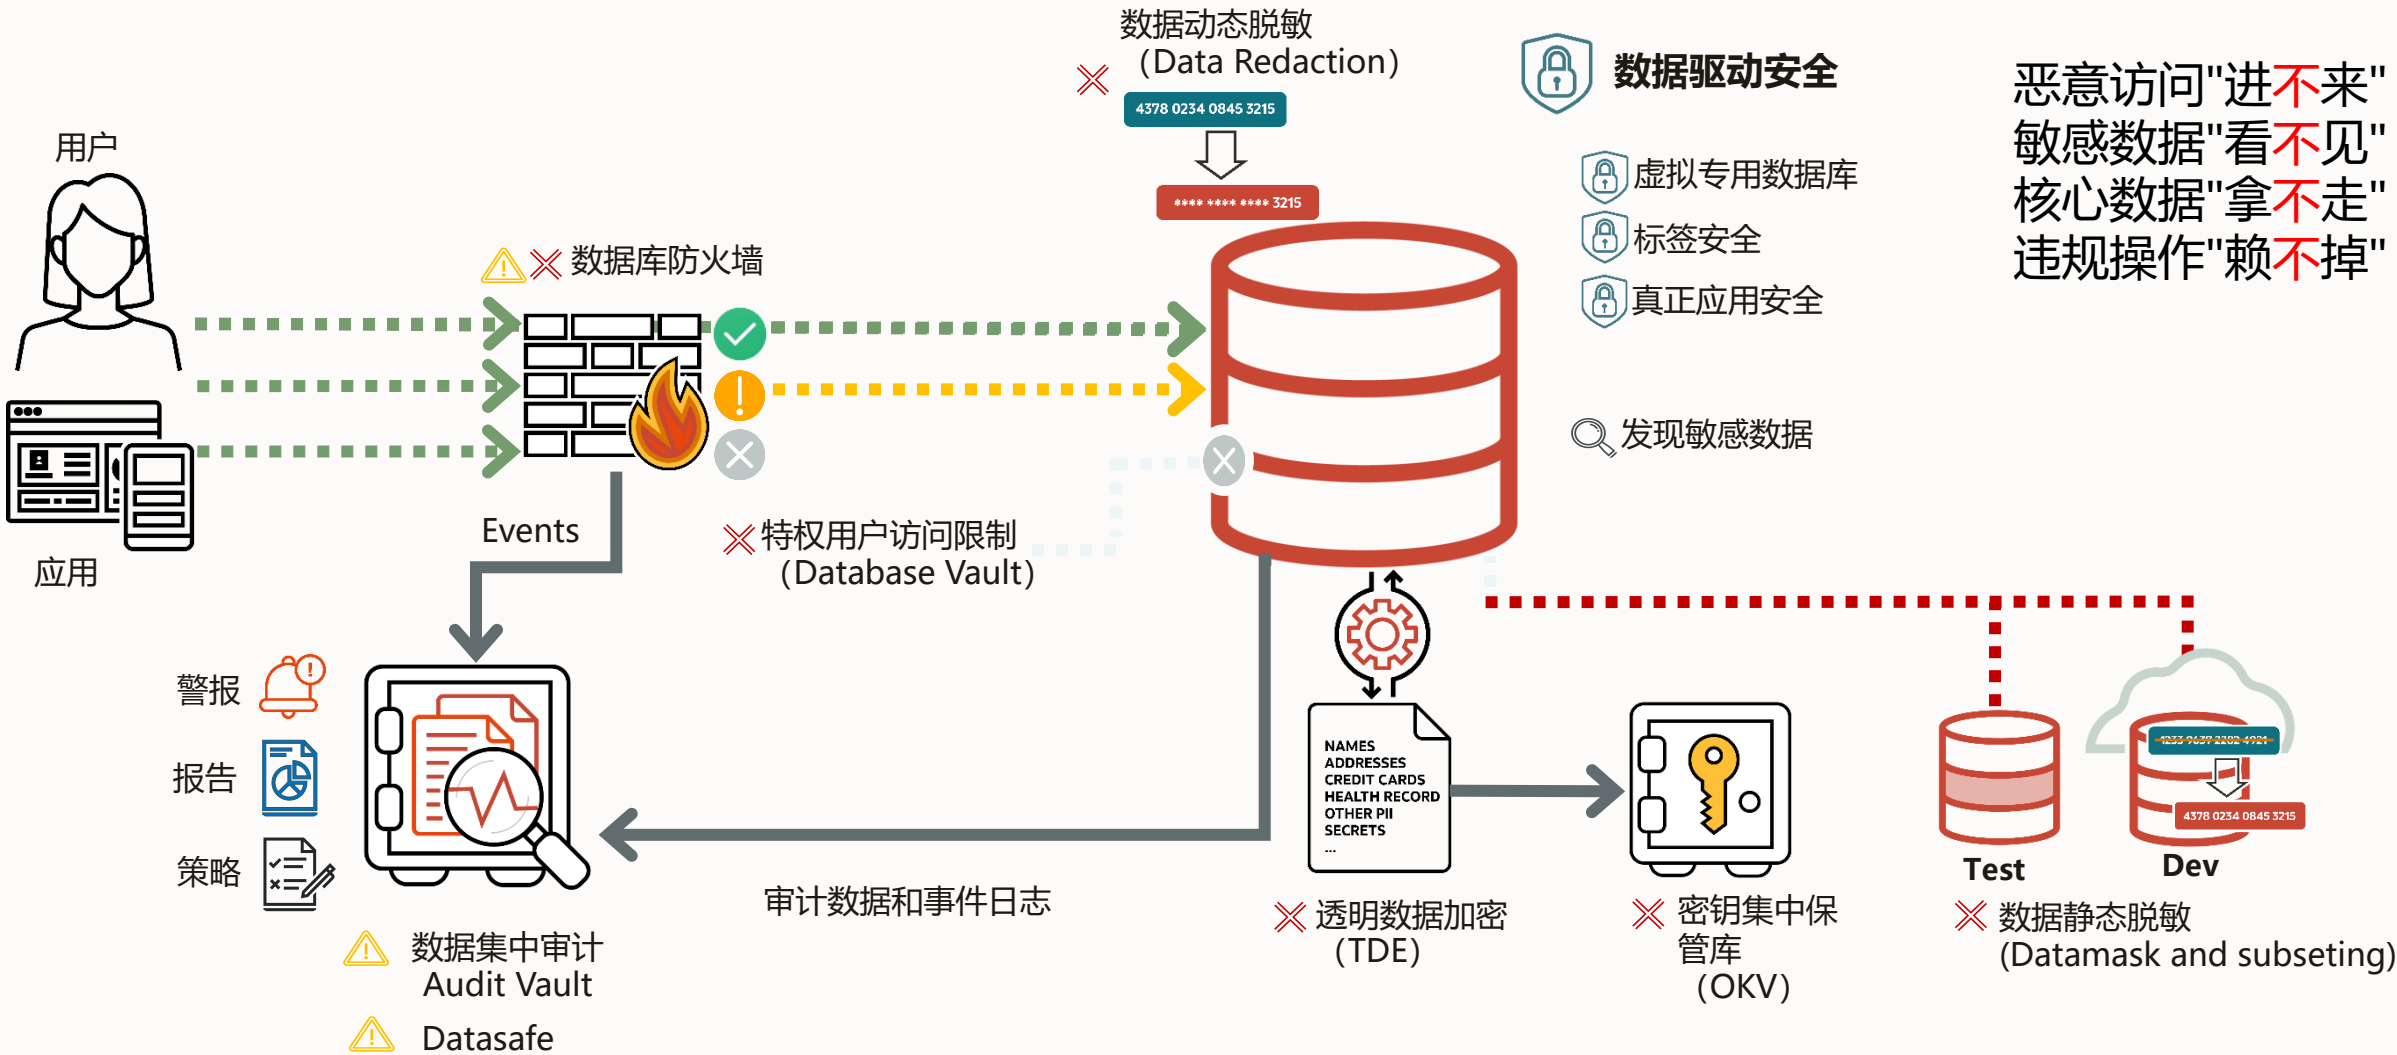 数据动态脱敏
（Data Redaction）
4378 0234 0845 3215
**** **** **** 3215
数据驱动安全
虚拟专用数据库
标签安全
真正应用安全
发现敏感数据
恶意访问"进不来"
敏感数据"看不见"
核心数据"拿不走"
违规操作"赖不掉"
用户
应用
数据库防火墙
Events
特权用户访问限制
（Database Vault）
警报
报告
策略
数据集中审计
Audit Vault
Datasafe
审计数据和事件日志
NAMES
ADDRESSES
CREDIT CARDS
HEALTH RECORD
OTHER PII
SECRETS
...
透明数据加密
（TDE）
密钥集中保
管库
（OKV）
Test
4378 0234 0845 3215
Dev
数据静态脱敏
(Datamask and subseting)